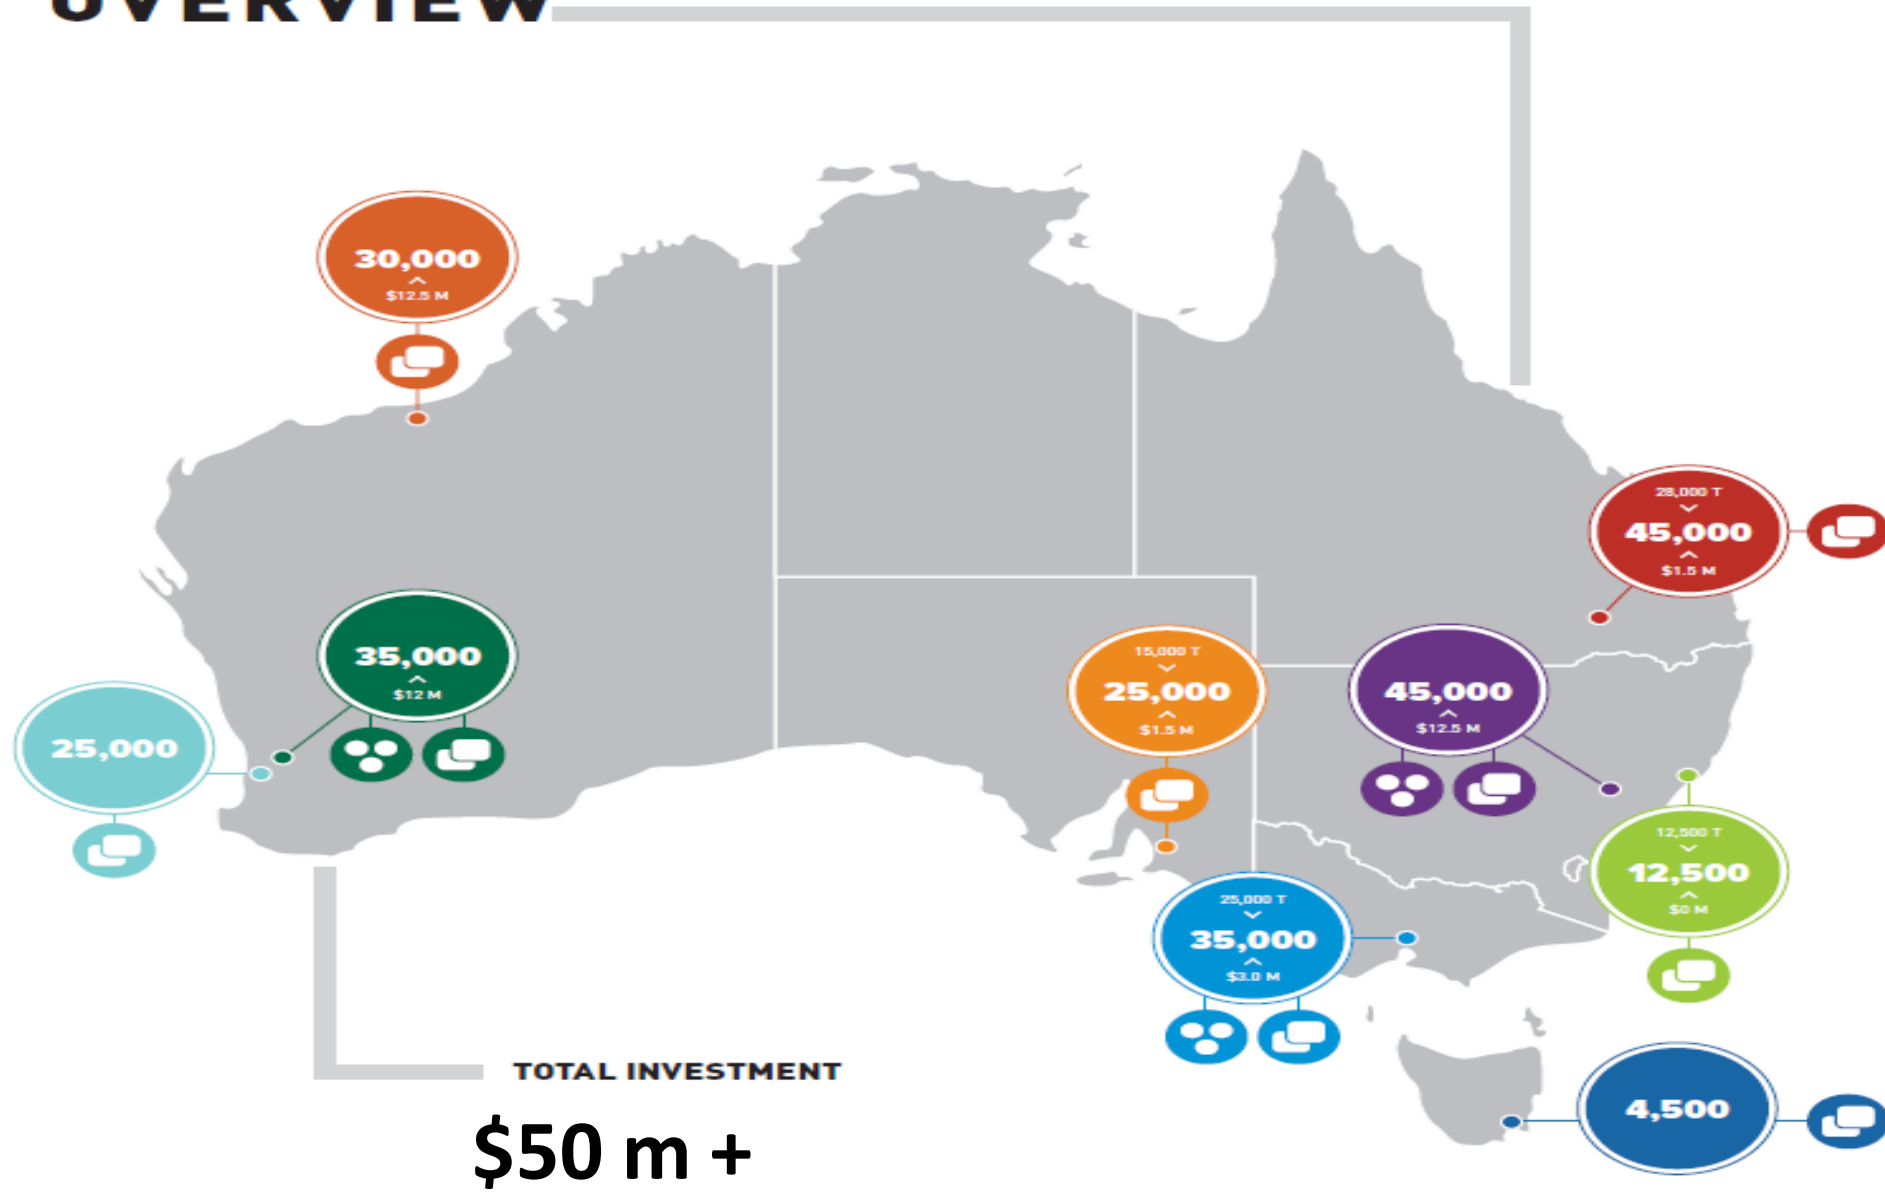 OVERVIEW
30,000
$12.5 M
28,000 T
45,000
$1.5 M
35,000
$12 M
15,000 T
25,000
$1.5 M
45,000
$12.5 M
25,000
12,500 T
12,500
$0 M
25,000 T
35,000
$3.0 M
TOTAL INVESTMENT
4,500
$50 m +